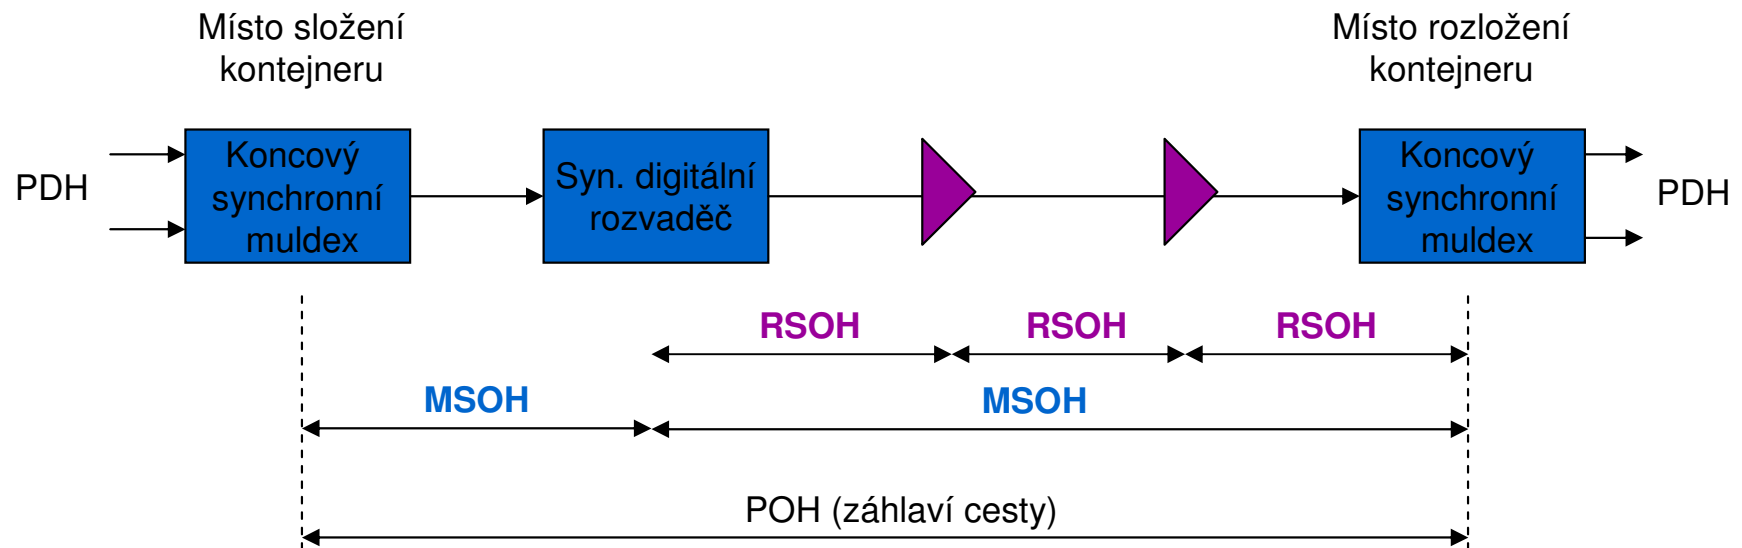 Místo složení
kontejneru
Místo rozložení
kontejneru
PDH
Koncový
synchronní
muldex
Syn. digitální
rozvaděč
Koncový
synchronní
muldex
PDH
RSOH
RSOH
RSOH
MSOH
MSOH
POH (záhlaví cesty)